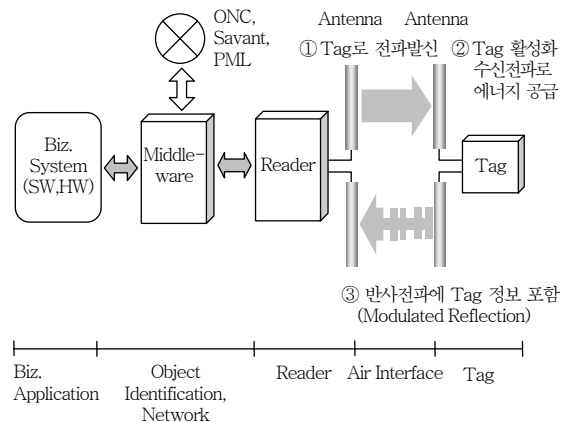 ONC,
Savant,
PML
Antenna
Antenna
① Tag로 전파발신
② Tag 활성화
수신전파로
에너지 공급
Biz.
System
(SW,HW)
Middle-
ware
Reader
Tag
③ 반사전파에 Tag 정보 포함
(Modulated Reflection)
Biz.
Application
Object
Identification,
Network
Reader
Air Interface
Tag